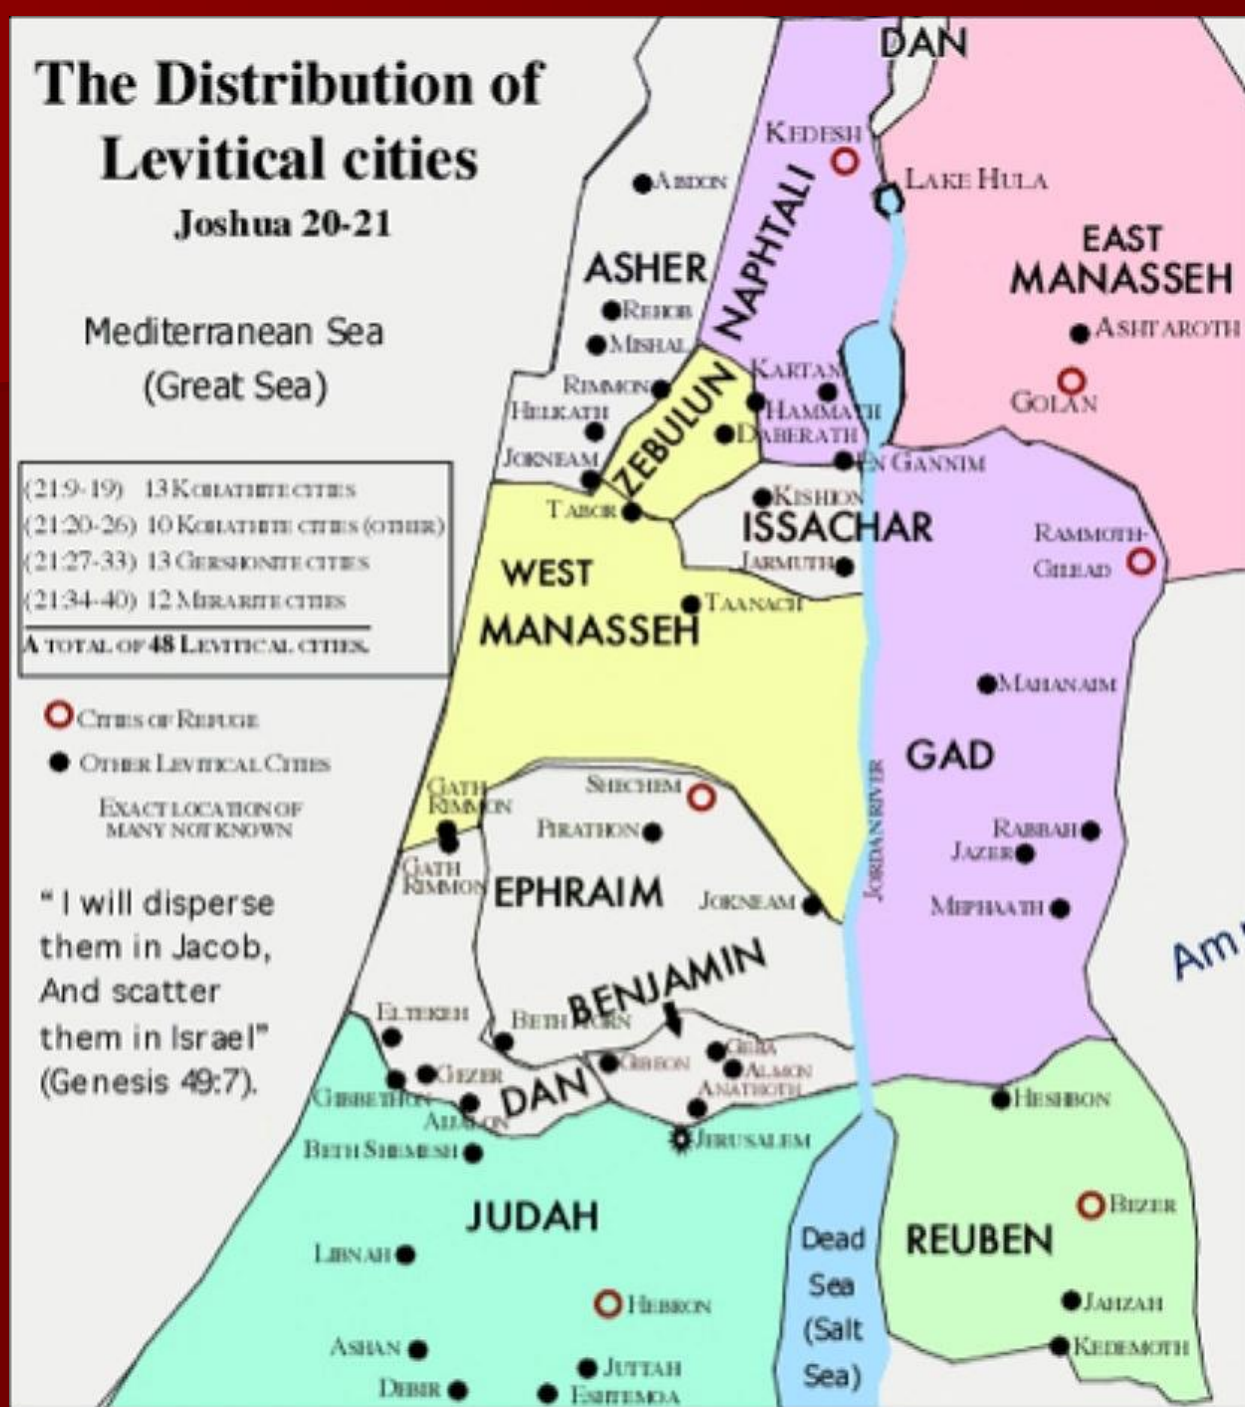 The Distribution of
Levitical cities
Joshua 20-21
Mediterranean Sea
(Great Sea)
(21:9-19) 13 KOHATHITE CITIES
(21:20-26) 10 KOHATHITE CITIES (OTHER)
(21:27-33) 13 GERSHONITE CITIES
(21:34-40) 12 MERARITE CITIES
A TOTAL OF 48 LEVITICAL CITIES.
CITIES OF REFUGE
OTHER LEVITICAL CITIES
EXACT LOCATION OF
MANY NOT KNOWN
“ I will disperse
them in Jacob,
And scatter
them in Israel”
(Genesis 49:7).
DAN
KEDESH
LAKE HULA
ABDON
NAPHTALI
ASHER
EAST
MANASSEH
REHOB
MISHAL
ASHTAROTH
GOLAN
KARTAN
RIMMON
HAMMATH
HELKATH
ZEBULUN
DABERATH
JOKNEAM
EN GANNIM
KISHION
TABOR
ISSACHAR
RAMMOTH-
GILEAD
JARMUTH
WEST
MANASSEH
TAANACH
MAHANAIM
GAD
JORDAN RIVER
SHECHEM
GATH
RIMMON
PIRATHON
RABBAH
JAZER
GATH
RIMMON
EPHRAIM
JOKNEAM
MEPHAATH
Am
BENJAMIN
ELTEKEH
BETH HORN
GIBEON
GEBA
ALMON
ANATHOTH
GEZER
DAN
GIBBETHON
AIJALON
HESHBON
BETH SHEMESH
JERUSALEM
JUDAH
REUBEN
BEZER
LIBNAH
Dead
Sea
(Salt
Sea)
HEBRON
JAHZAH
KEDEMOTH
ASHAN
JUTTAH
DEBIR
ESHTEMOA